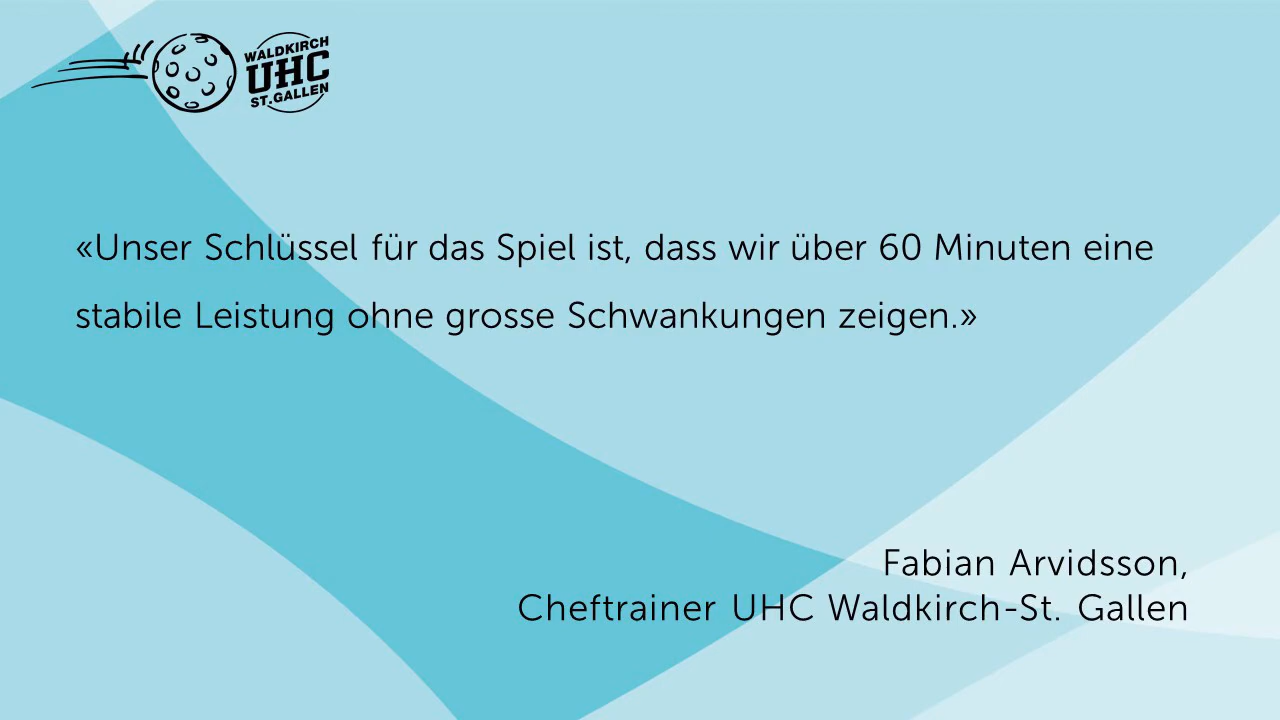 WALDKIRCH
UHC
ST.GALLEN
«Unser Schlüssel für das Spiel ist, dass wir über 60 Minuten eine
stabile Leistung ohne grosse Schwankungen zeigen.»
Fabian Arvidsson,
Cheftrainer UHC Waldkirch-St. Gallen